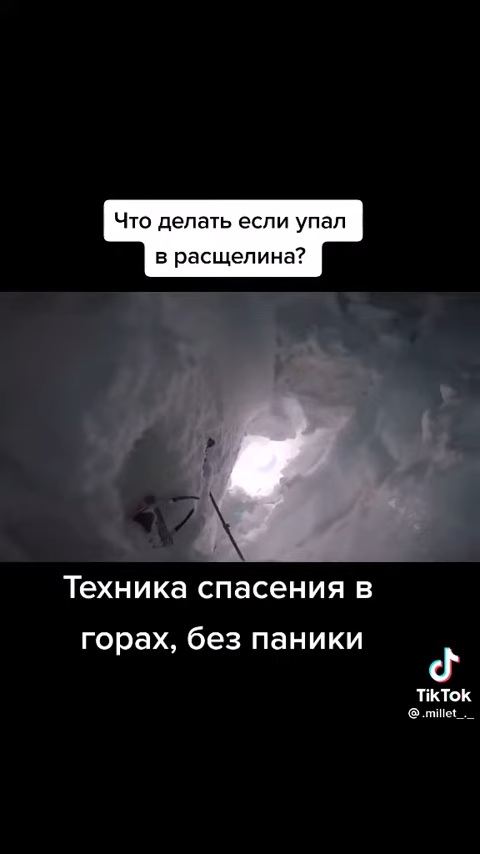 Что делать если упал
в расщелина?
Техника спасения в
горах, без паники
TikTok
@.millet_._